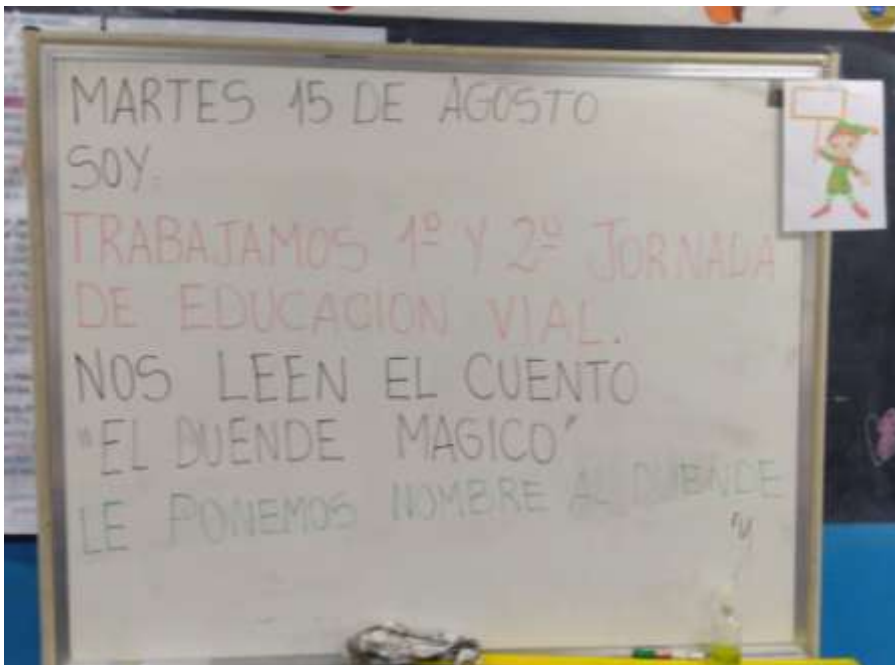 MARTES 15 DE AGOSTO
SOY
TRABAJAMOS 1º Y 2º JORNADA
DE EDUCACION VIAL.
NOS LEEN EL CUENTO
"EL DUENDE MAGICO"
LE PONEMOS NOMBRE AL DUENDE